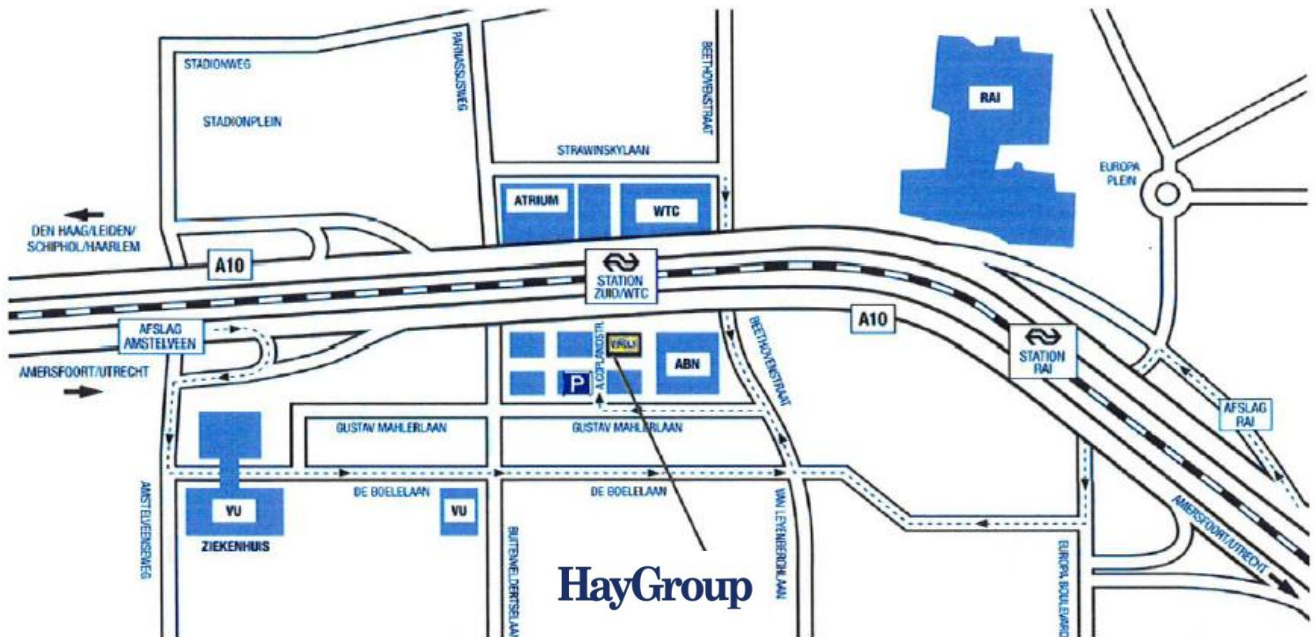 STADIONWEG
STADIONPLEIN
PARNASSUSWEG
BEETHOVENSTRAAT
STRAWINSKYLAAN
RAI
EUROPA
PLEIN
ATRIUM
WTC
DEN HAAG/LEIDEN/
SCHIPHOL/HAARLEM
A10
STATION
ZUID/WTC
A10
STATION
RAI
AFSLAG
AMSTELVEEN
AMERSFOORT/UTRECHT
A.COPLANDSTR.
ABN
P
BEETHOVENSTRAAT
AFSLAG
RAI
GUSTAV MAHLERLAAN
GUSTAV MAHLERLAAN
DE BOELELAAN
DE BOELELAAN
AMSTELVEENSEWEG
VU
ZIEKENHUIS
VU
BUITENVELDERTSELAAN
VAN LEYENBERGHLAAN
EUROPA BOULEVARD
AMERSFOORT/UTRECHT
HayGroup